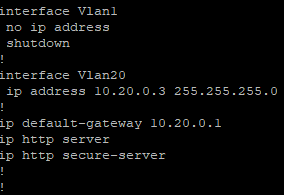 interface Vlan1
 no ip address
 shutdown
!
interface Vlan20
 ip address 10.20.0.3 255.255.255.0
!
ip default-gateway 10.20.0.1
ip http server
ip http secure-server
!
!